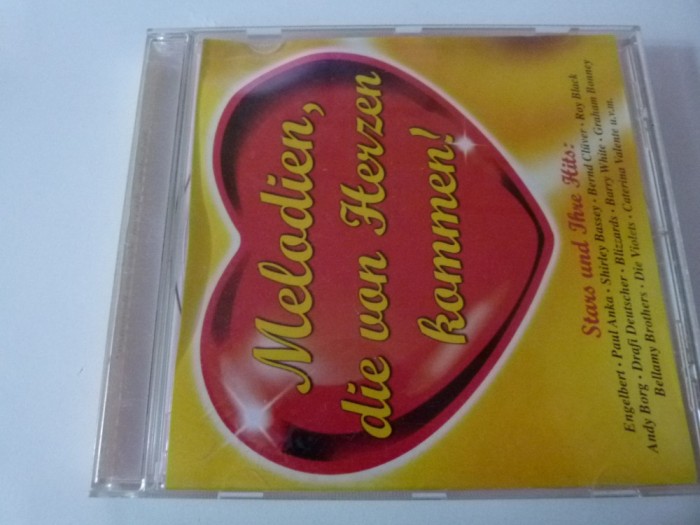 Melodien,
die von Herzen
kommen!
Stars und Ihre Hits:
Engelbert · Paul Anka · Shirley Bassey · Bernd Clüver · Roy Black
Andy Borg · Drafi Deutscher · Blizzards · Barry White · Graham Bonney
Bellamy Brothers · Die Violets · Caterina Valente u.v.m.